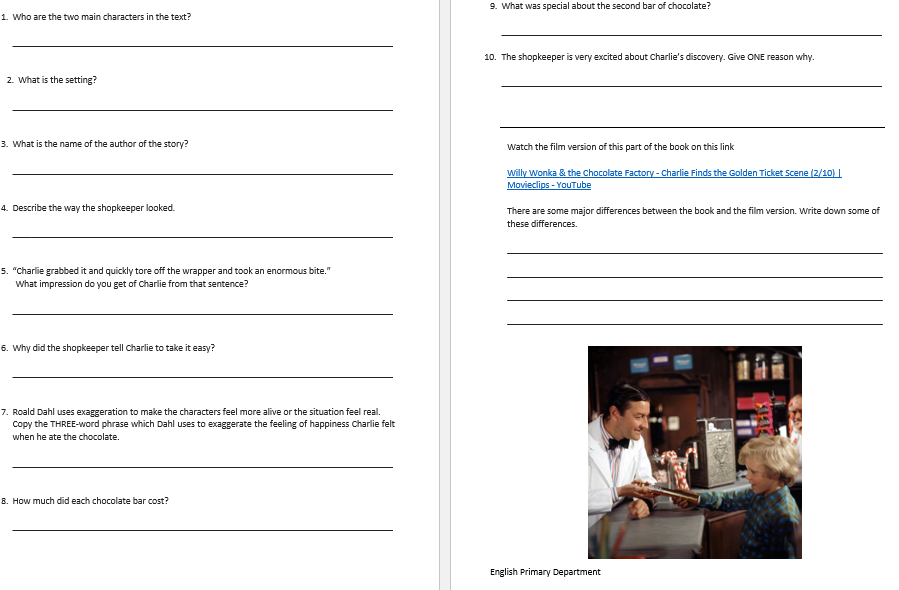 1. Who are the two main characters in the text?
2. What is the setting?
3. What is the name of the author of the story?
4. Describe the way the shopkeeper looked.
5. "Charlie grabbed it and quickly tore off the wrapper and took an enormous bite."
What impression do you get of Charlie from that sentence?
6. Why did the shopkeeper tell Charlie to take it easy?
7. Roald Dahl uses exaggeration to make the characters feel more alive or the situation feel real.
Copy the THREE-word phrase which Dahl uses to exaggerate the feeling of happiness Charlie felt
when he ate the chocolate.
8. How much did each chocolate bar cost?
9. What was special about the second bar of chocolate?
10. The shopkeeper is very excited about Charlie's discovery. Give ONE reason why.
Watch the film version of this part of the book on this link
Willy Wonka & the Chocolate Factory - Charlie Finds the Golden Ticket Scene (2/10) |
Movieclips - YouTube
There are some major differences between the book and the film version. Write down some of
these differences.
English Primary Department